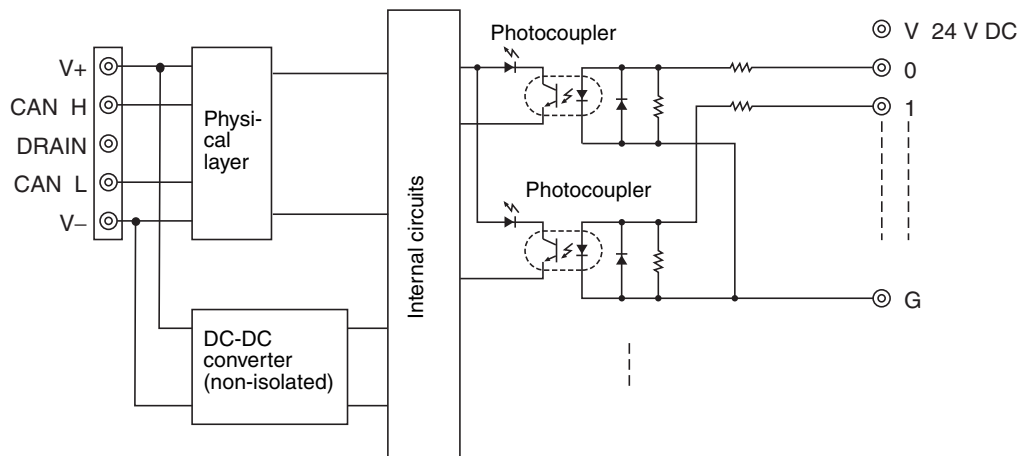 V+
CAN H
DRAIN
CAN L
V–
Physi-
cal
layer
DC-DC
converter
(non-isolated)
Internal circuits
Photocoupler
Photocoupler
V 24 V DC
0
1
G